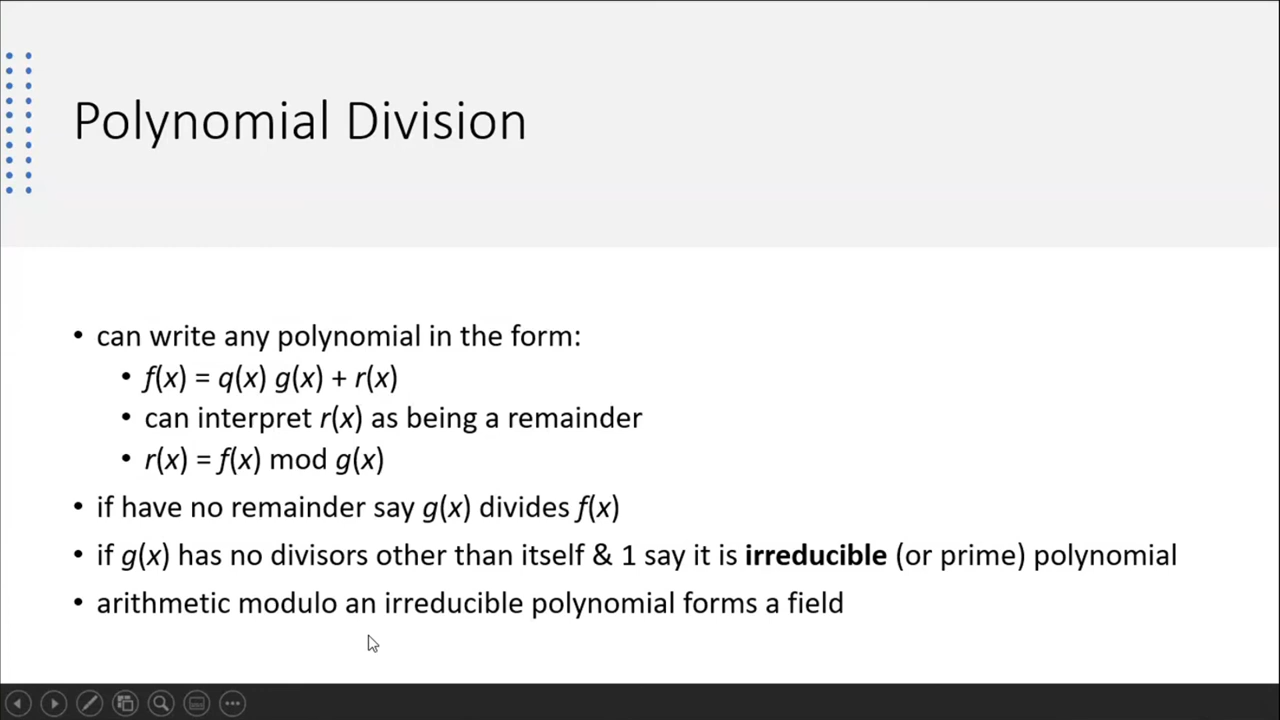 Polynomial Division
• can write any polynomial in the form:
• f(x) = q(x) g(x) + r(x)
• can interpret r(x) as being a remainder
• r(x) = f(x) mod g(x)
• if have no remainder say g(x) divides f(x)
• if g(x) has no divisors other than itself & 1 say it is irreducible (or prime) polynomial
• arithmetic modulo an irreducible polynomial forms a field